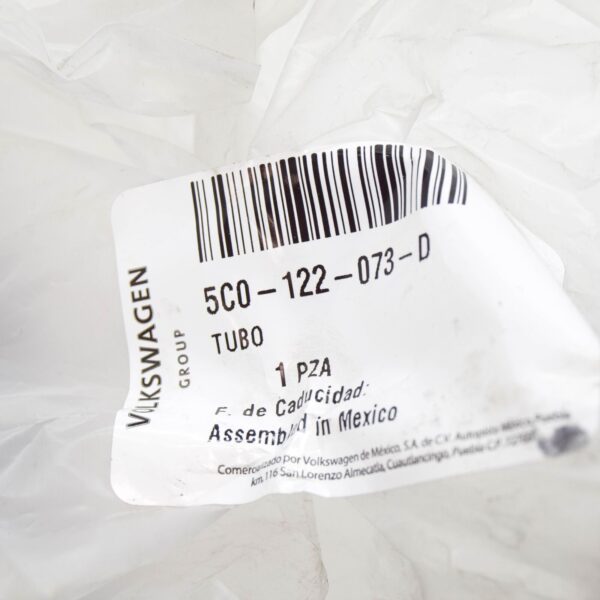 VOLKSWAGEN
GROUP
5C0-122-073-D
TUBO
1 PZA
F. de Caducidad:
Assembled in Mexico
Comercializado por Volkswagen de México, S.A. de C.V. Autopista México Puebla
km. 116 San Lorenzo Almecatla, Cuautlancingo, Puebla C.P.